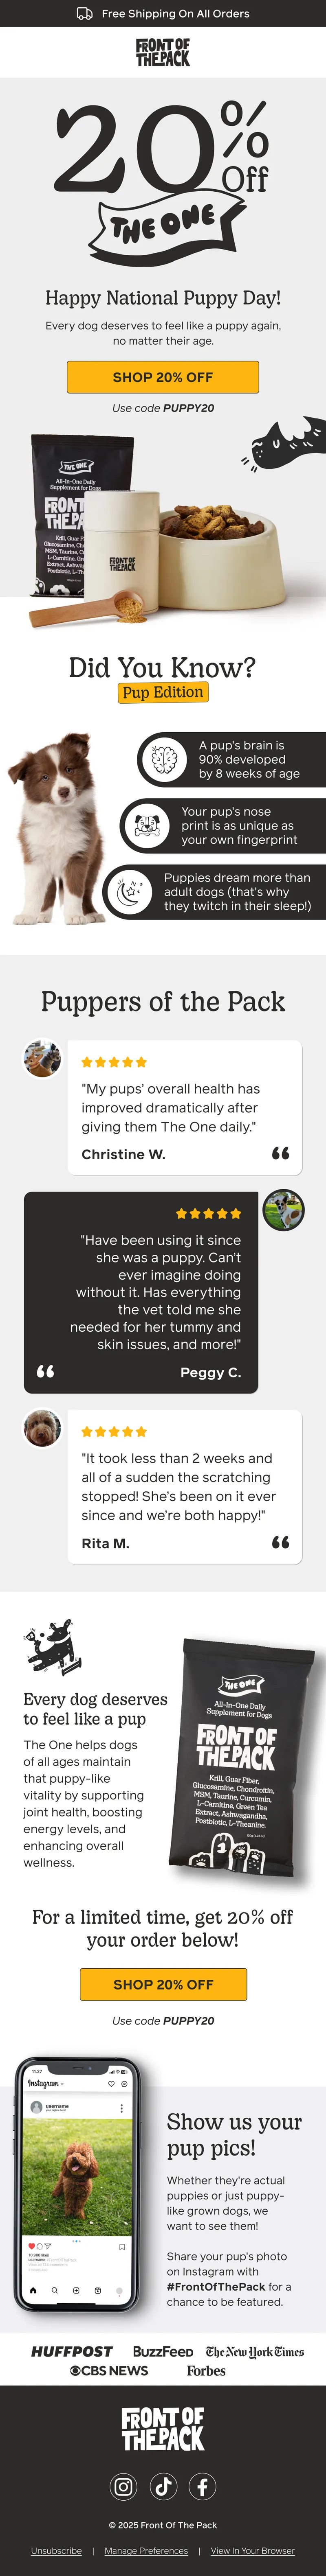 Free Shipping On All Orders
FRONT OF
THE PACK
20%
Off
THE ONE
Happy National Puppy Day!
Every dog deserves to feel like a puppy again,
no matter their age.
SHOP 20% OFF
Use code PUPPY20
THE ONE
All-In-One Daily
Supplement for Dogs
FRONT OF
THE PACK
Did You Know?
Pup Edition
A pup's brain is
90% developed
by 8 weeks of age
Your pup's nose
print is as unique as
your own fingerprint
Puppies dream more than
adult dogs (that's why
they twitch in their sleep!)
Puppers of the Pack
"My pups' overall health has
improved dramatically after
giving them The One daily."
Christine W.
"Have been using it since
she was a puppy. Can't
ever imagine doing
without it. Has everything
the vet told me she
needed for her tummy and
skin issues, and more!"
Peggy C.
"It took less than 2 weeks and
all of a sudden the scratching
stopped! She's been on it ever
since and we're both happy!"
Rita M.
Every dog deserves
to feel like a pup
The One helps dogs
of all ages maintain
that puppy-like
vitality by supporting
joint health, boosting
energy levels, and
enhancing overall
wellness.
THE ONE
All-In-One Daily
Supplement for Dogs
FRONT OF
THE PACK
Krill, Guar Fiber,
Glucosamine, Chondroitin,
MSM, Taurine, Curcumin,
L-Carnitine, Green Tea
Extract, Ashwagandha,
Postbiotic, L-Theanine.
For a limited time, get 20% off
your order below!
SHOP 20% OFF
Use code PUPPY20
11:27
Instagram
username
Show us your
pup pics!
Whether they're actual
puppies or just puppy-
like grown dogs, we
want to see them!
Share your pup's photo
on Instagram with
#FrontOfThePack for a
chance to be featured.
HUFFPOST BuzzFeed The New York Times
CBS NEWS Forbes
FRONT OF
THE PACK
© 2025 Front Of The Pack
Unsubscribe | Manage Preferences | View In Your Browser